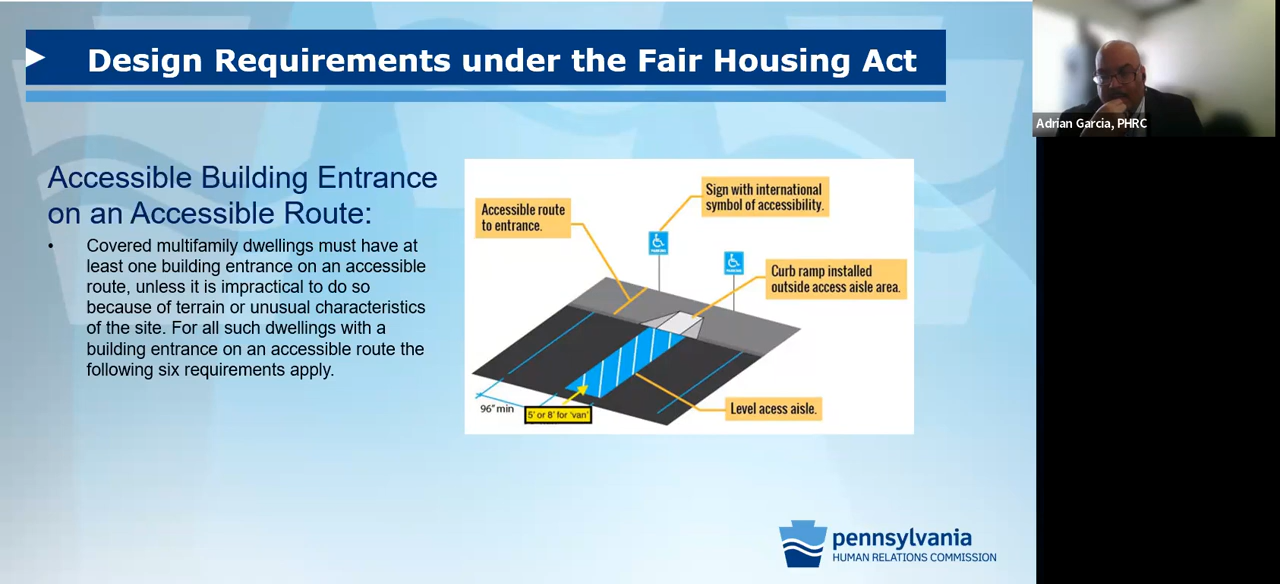 Design Requirements under the Fair Housing Act
Adrian Garcia, PHRC
Accessible Building Entrance
on an Accessible Route:
• Covered multifamily dwellings must have at
least one building entrance on an accessible
route, unless it is impractical to do so
because of terrain or unusual characteristics
of the site. For all such dwellings with a
building entrance on an accessible route the
following six requirements apply.
Sign with international
symbol of accessibility.
Accessible route
to entrance.
Curb ramp installed
outside access aisle area.
96" min
5' or 8' for 'van'
Level acess aisle.
pennsylvania
HUMAN RELATIONS COMMISSION